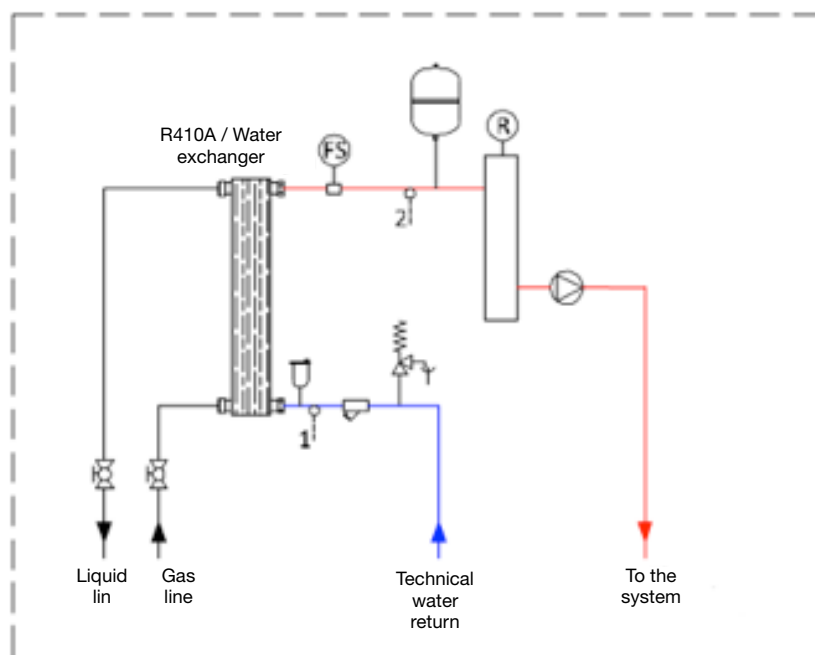 R410A / Water
exchanger
FS
R
2
1
Liquid
lin
Gas
line
Technical
water
return
To the
system